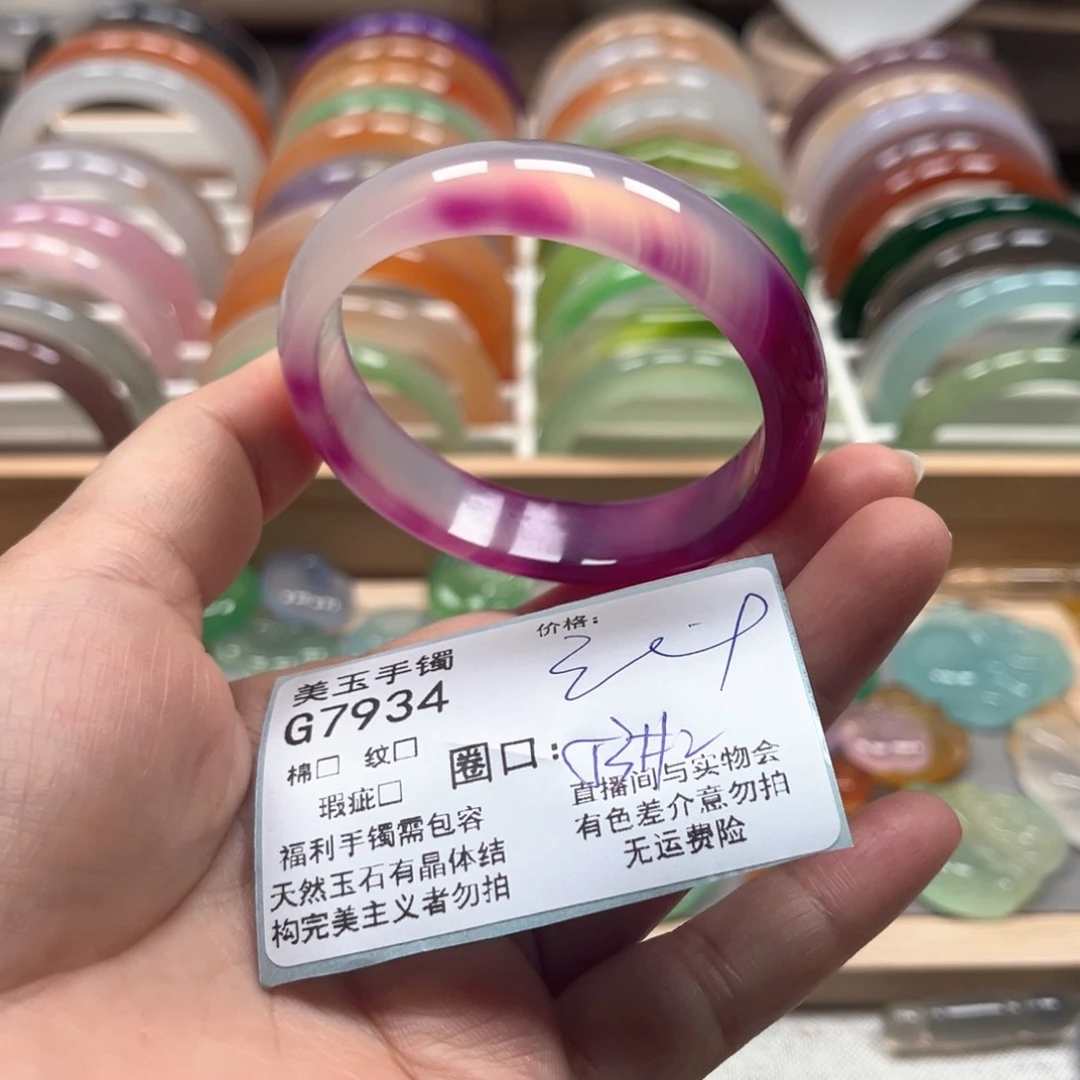 价格：
美玉手镯
G7934
棉□ 纹□
瑕疵□
圈口：
福利手镯需包容
天然玉石有晶体结
构完美主义者勿拍
直播间与实物会
有色差介意勿拍
无运费险